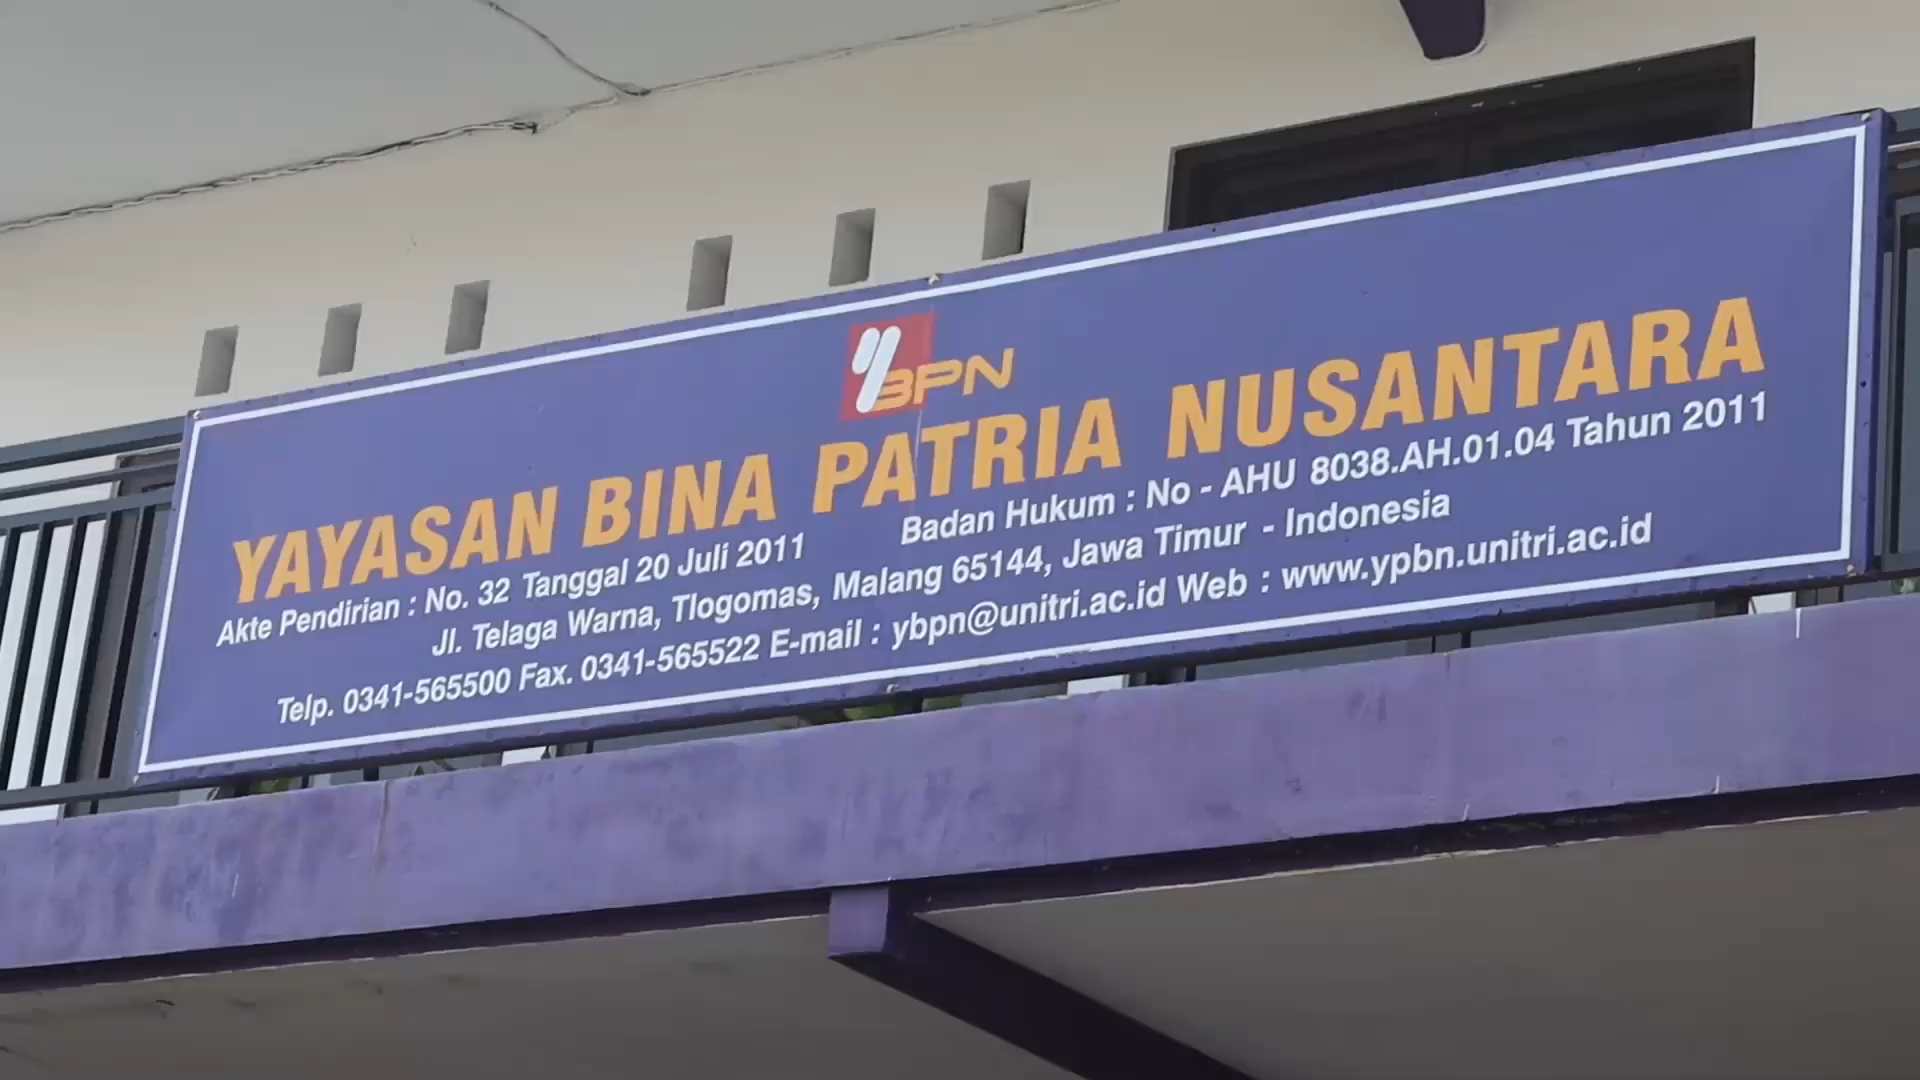 YBPN
YAYASAN BINA PATRIA NUSANTARA
Akte Pendirian : No. 32 Tanggal 20 Juli 2011 Badan Hukum : No - AHU 8038.AH.01.04 Tahun 2011
Jl. Telaga Warna, Tlogomas, Malang 65144, Jawa Timur - Indonesia
Telp. 0341-565500 Fax. 0341-565522 E-mail : ybpn@unitri.ac.id Web : www.ypbn.unitri.ac.id